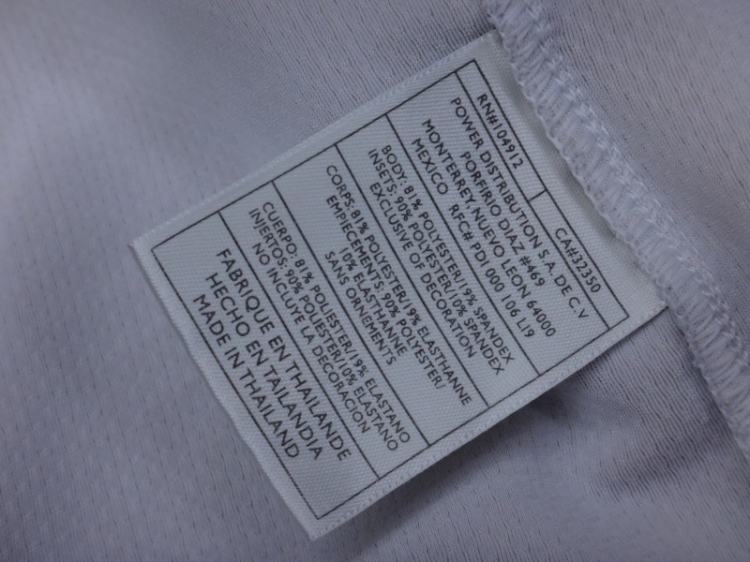 RN#104912 CA#32350
POWER DISTRIBUTION S.A. DE C.V
PORFIRIO DIAZ #469
MONTERREY, NUEVO LEON 64000
MEXICO RFC# PD1 000 106 L19
BODY: 81% POLYESTER/19% SPANDEX
INSETS: 90% POLYESTER/10% SPANDEX
EXCLUSIVE OF DECORATION
CORPS: 81% POLYESTER/19% ELASTHANNE
EMPIECEMENTS: 90% POLYESTER/
10% ELASTHANNE
SANS ORNEMENTS
CUERPO: 81% POLIESTER/19% ELASTANO
INJERTOS: 90% POLIESTER/10% ELASTANO
NO INCLUYE LA DECORACION
FABRIQUE EN THAILANDE
HECHO EN TAILANDIA
MADE IN THAILAND